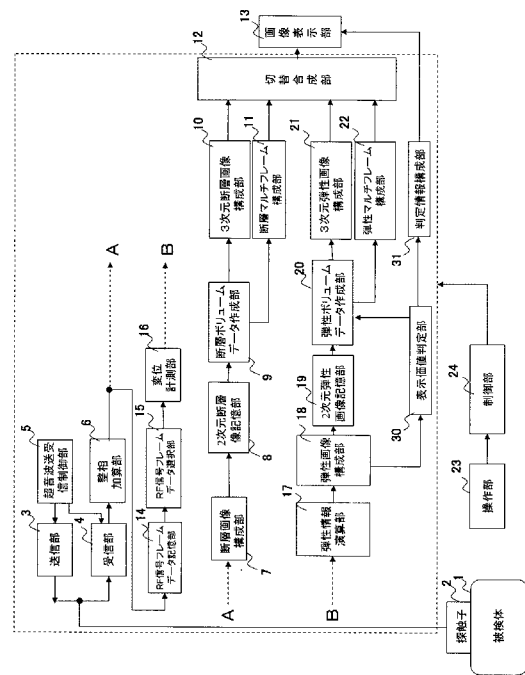 被検体
1
探触子
2
送信部
3
受信部
4
超音波送受
信制御部
5
整相
加算部
6
A
B
RF信号フレーム
データ記憶部
14
RF信号フレーム
データ選択部
15
変位
計測部
16
A
断層画像
構成部
7
2次元断層
像記憶部
8
断層ボリューム
データ作成部
9
3次元断層画像
構成部
10
断層マルチフレーム
構成部
11
切替合成部
12
画像表示部
13
B
弾性情報
演算部
17
弾性画像
構成部
18
2次元弾性
画像記憶部
19
弾性ボリューム
データ作成部
20
3次元弾性画像
構成部
21
弾性マルチフレーム
構成部
22
表示価値判定部
30
判定情報構成部
31
操作部
23
制御部
24